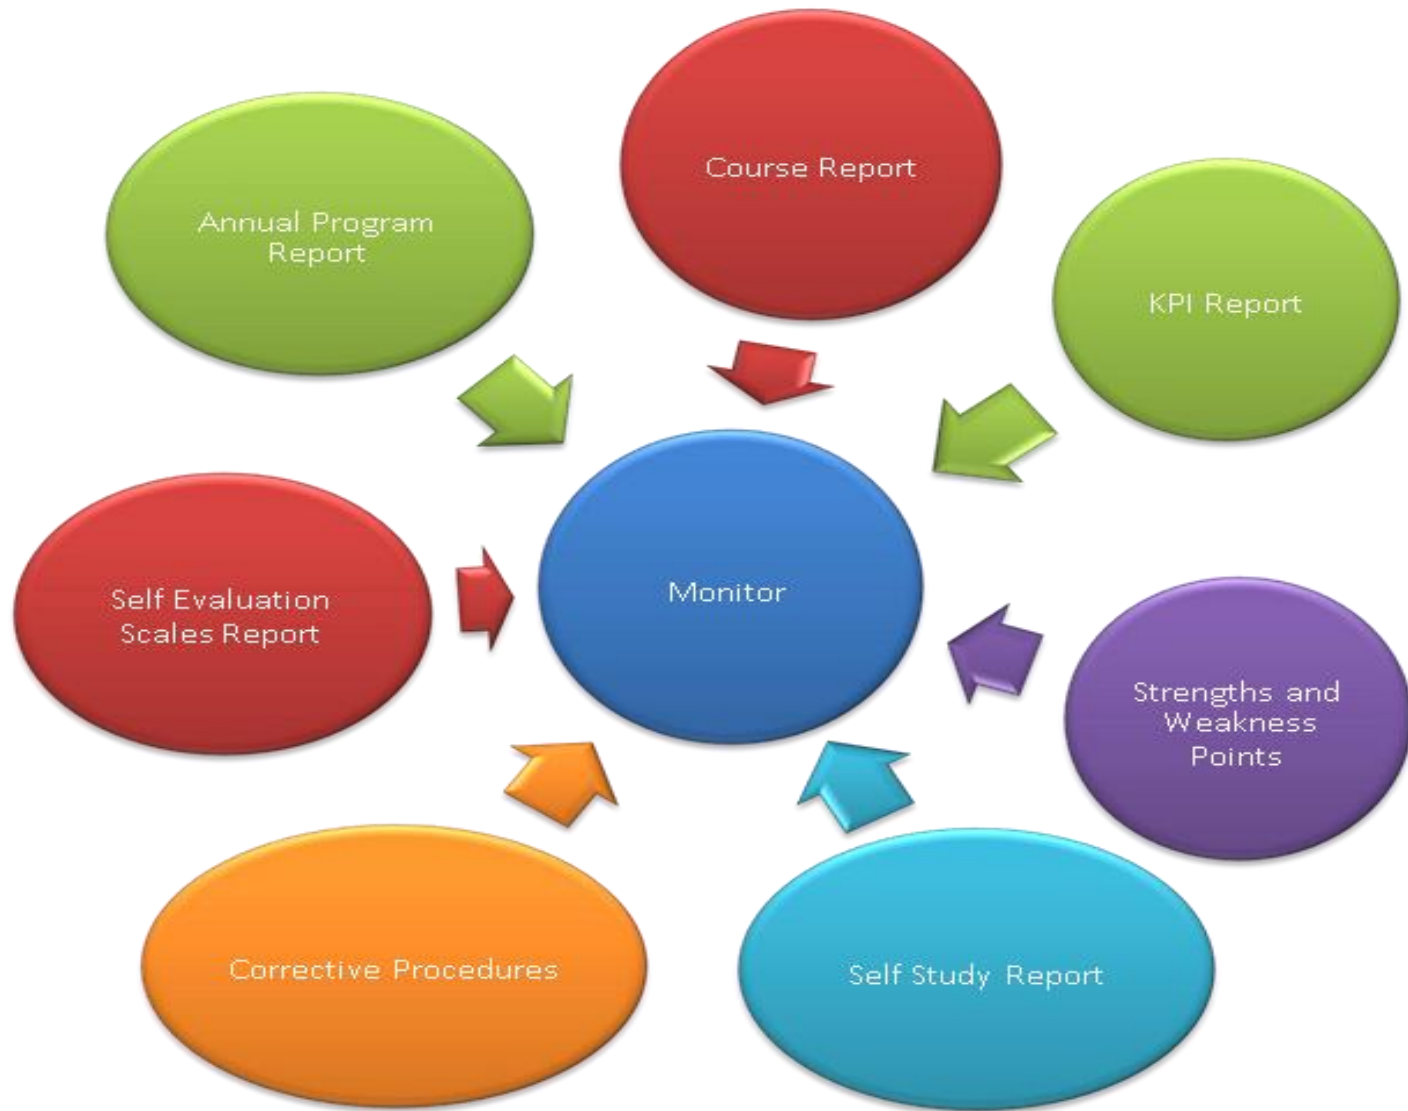 Course Report
Annual Program
Report
KPI Report
Monitor
Self Evaluation
Scales Report
Strengths and
Weakness
Points
Corrective Procedures
Self Study Report